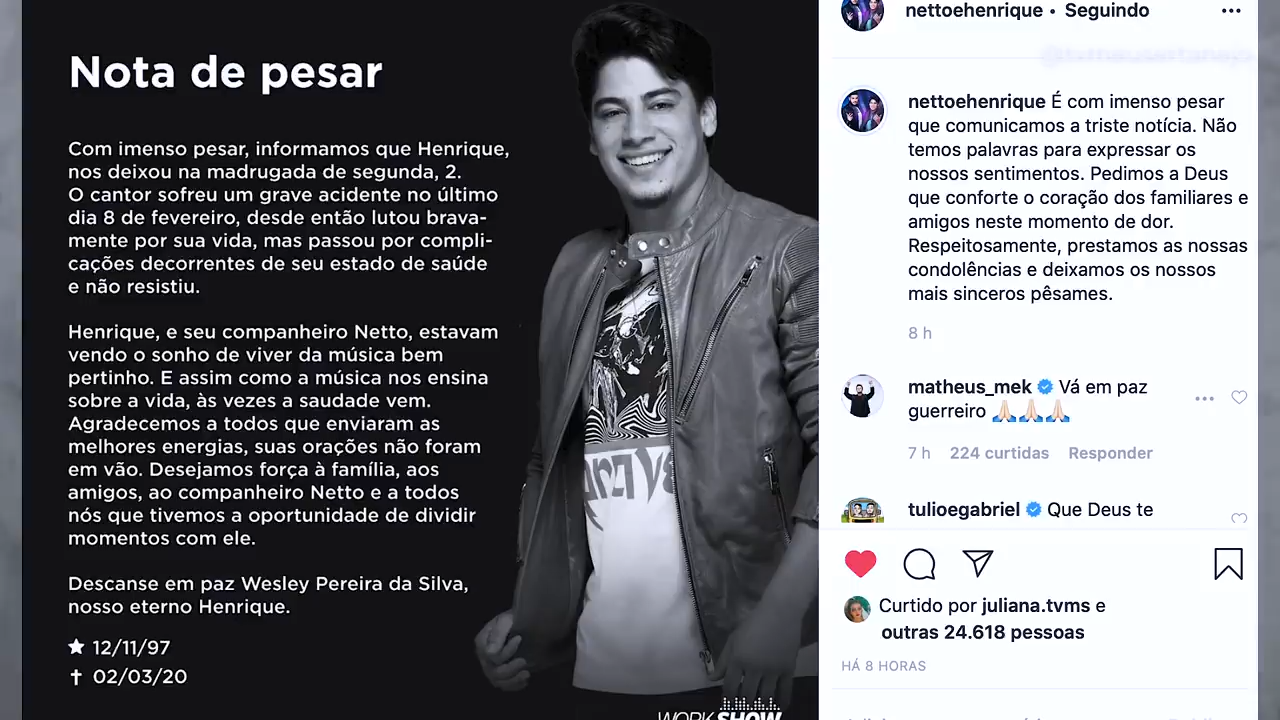 Nota de pesar
Com imenso pesar, informamos que Henrique,
nos deixou na madrugada de segunda, 2.
O cantor sofreu um grave acidente no último
dia 8 de fevereiro, desde então lutou brava-
mente por sua vida, mas passou por compli-
cações decorrentes de seu estado de saúde
e não resistiu.
Henrique, e seu companheiro Netto, estavam
vendo o sonho de viver da música bem
pertinho. E assim como a música nos ensina
sobre a vida, às vezes a saudade vem.
Agradecemos a todos que enviaram as
melhores energias, suas orações não foram
em vão. Desejamos força à família, aos
amigos, ao companheiro Netto e a todos
nós que tivemos a oportunidade de dividir
momentos com ele.
Descanse em paz Wesley Pereira da Silva,
nosso eterno Henrique.
★ 12/11/97
✝ 02/03/20
WORK SHOW
nettoehenrique • Seguindo
nettoehenrique É com imenso pesar
que comunicamos a triste notícia. Não
temos palavras para expressar os
nossos sentimentos. Pedimos a Deus
que conforte o coração dos familiares e
amigos neste momento de dor.
Respeitosamente, prestamos as nossas
condolências e deixamos os nossos
mais sinceros pêsames.
8 h
matheus_mek Vá em paz
guerreiro 🙏🏻🙏🏻🙏🏻
7 h 224 curtidas Responder
tulioegabriel Que Deus te
Curtido por juliana.tvms e
outras 24.618 pessoas
HÁ 8 HORAS